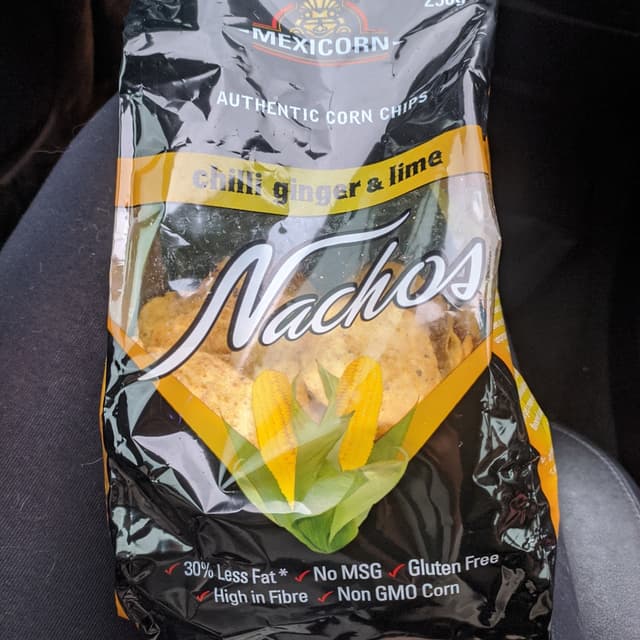 MEXICORN
AUTHENTIC CORN CHIPS
chilli ginger & lime
Nachos
30% Less Fat* No MSG Gluten Free
High in Fibre Non GMO Corn